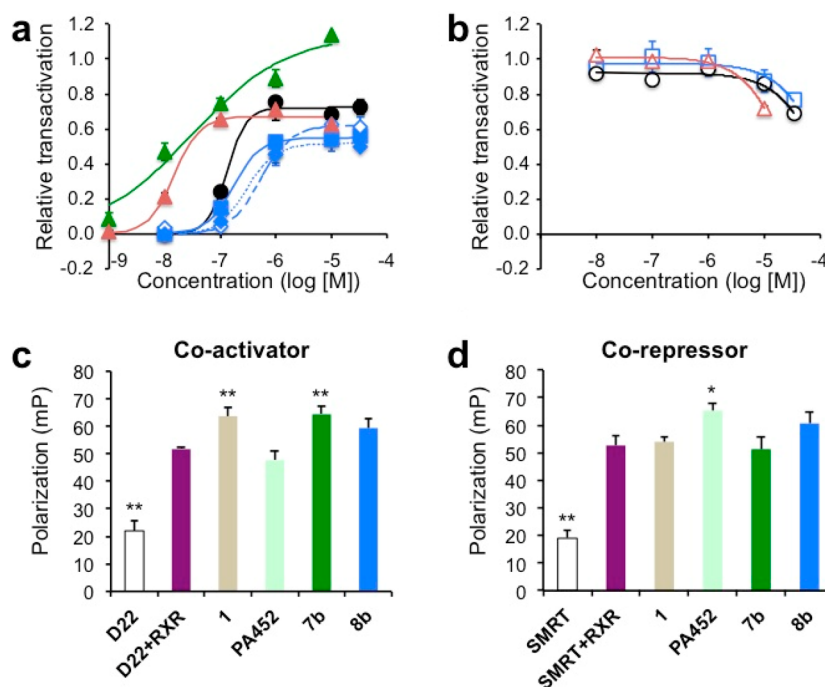 a
Relative transactivation
1.2
1.0
0.8
0.6
0.4
0.2
0.0
-0.2
-9 -8 -7 -6 -5 -4
Concentration (log [M])
b
Relative transactivation
1.2
1.0
0.8
0.6
0.4
0.2
0.0
-0.2
-9 -8 -7 -6 -5 -4
Concentration (log [M])
c
Co-activator
Polarization (mP)
80
70
60
50
40
30
20
10
0
** ** **
D22 D22+RXR 1 PA452 7b 8b
d
Co-repressor
Polarization (mP)
80
70
60
50
40
30
20
10
0
** *
SMRT SMRT+RXR 1 PA452 7b 8b